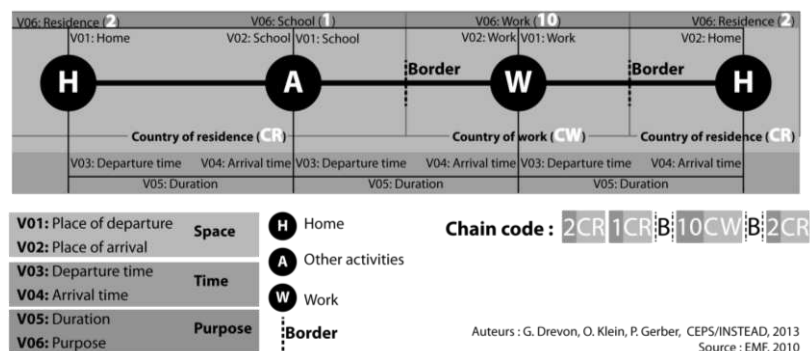 V06: Residence (2) V06: School (1) V06: Work (10) V06: Residence (2)
V01: Home V02: School V01: School V02: Work V01: Work V02: Home
H A Border W Border H
Country of residence (CR) Country of work (CW) Country of residence (CR)
V03: Departure time V04: Arrival time V03: Departure time V04: Arrival time V03: Departure time V04: Arrival time
V05: Duration V05: Duration V05: Duration
V01: Place of departure
V02: Place of arrival
Space
V03: Departure time
V04: Arrival time
Time
V05: Duration
V06: Purpose
Purpose
H Home
A Other activities
W Work
Border
Chain code : 2CR 1CR B 10CW B 2CR
Auteurs : G. Drevon, O. Klein, P. Gerber, CEPS/INSTEAD, 2013
Source : EMF, 2010